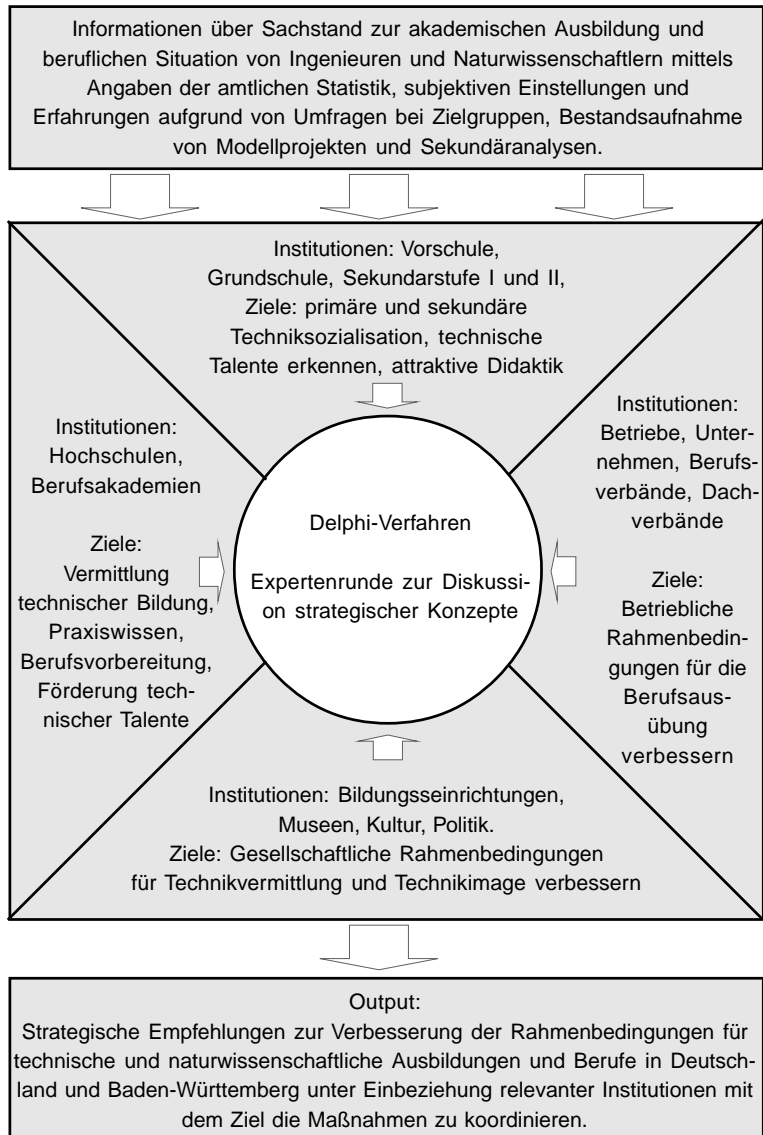 Informationen über Sachstand zur akademischen Ausbildung und
beruflichen Situation von Ingenieuren und Naturwissenschaftlern mittels
Angaben der amtlichen Statistik, subjektiven Einstellungen und
Erfahrungen aufgrund von Umfragen bei Zielgruppen, Bestandsaufnahme
von Modellprojekten und Sekundäranalysen.
Institutionen: Vorschule,
Grundschule, Sekundarstufe I und II,
Ziele: primäre und sekundäre
Techniksozialisation, technische
Talente erkennen, attraktive Didaktik
Institutionen:
Hochschulen,
Berufsakademien
Ziele:
Vermittlung
technischer Bildung,
Praxiswissen,
Berufsvorbereitung,
Förderung tech-
nischer Talente
Delphi-Verfahren
Expertenrunde zur Diskussi-
on strategischer Konzepte
Institutionen:
Betriebe, Unter-
nehmen, Berufs-
verbände, Dach-
verbände
Ziele:
Betriebliche
Rahmenbedin-
gungen für die
Berufsaus-
übung
verbessern
Institutionen: Bildungsseinrichtungen,
Museen, Kultur, Politik.
Ziele: Gesellschaftliche Rahmenbedingungen
für Technikvermittlung und Technikimage verbessern
Output:
Strategische Empfehlungen zur Verbesserung der Rahmenbedingungen für
technische und naturwissenschaftliche Ausbildungen und Berufe in Deutsch-
land und Baden-Württemberg unter Einbeziehung relevanter Institutionen mit
dem Ziel die Maßnahmen zu koordinieren.